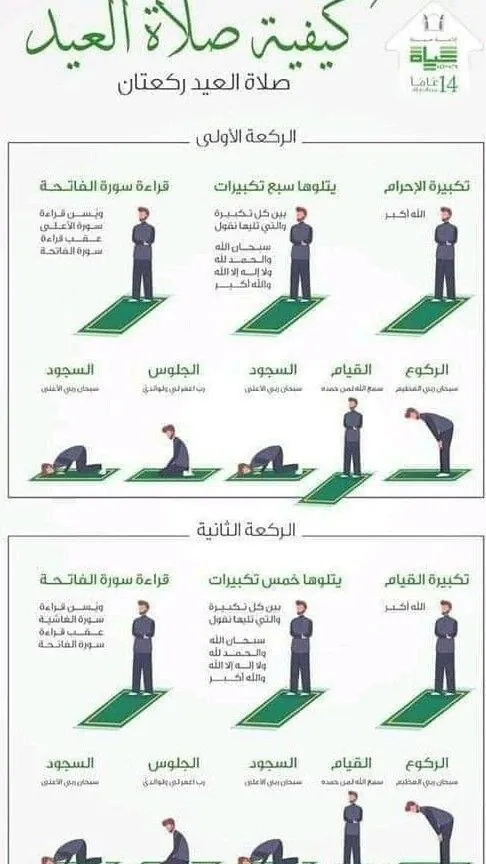 كيفية صلاة العيد
صلاة العيد ركعتان
حياة
14 عاما
الركعة الأولى
تكبيرة الإحرام
الله أكبر
يتلوها سبع تكبيرات
بين كل تكبيرة
والتي تليها نقول
سبحان الله
والحمد لله
ولا إله إلا الله
والله أكبر
قراءة سورة الفاتحة
ويسن قراءة
سورة الأعلى
عقب قراءة
سورة الفاتحة
الركوع
سبحان ربي العظيم
القيام
سمع الله لمن حمده
السجود
سبحان ربي الأعلى
الجلوس
رب اغفر لي ولوالدي
السجود
سبحان ربي الأعلى
الركعة الثانية
تكبيرة القيام
الله أكبر
يتلوها خمس تكبيرات
بين كل تكبيرة
والتي تليها نقول
سبحان الله
والحمد لله
ولا إله إلا الله
والله أكبر
قراءة سورة الفاتحة
ويسن قراءة
سورة الغاشية
عقب قراءة
سورة الفاتحة
الركوع
سبحان ربي العظيم
القيام
سمع الله لمن حمده
السجود
سبحان ربي الأعلى
الجلوس
رب اغفر لي ولوالدي
السجود
سبحان ربي الأعلى